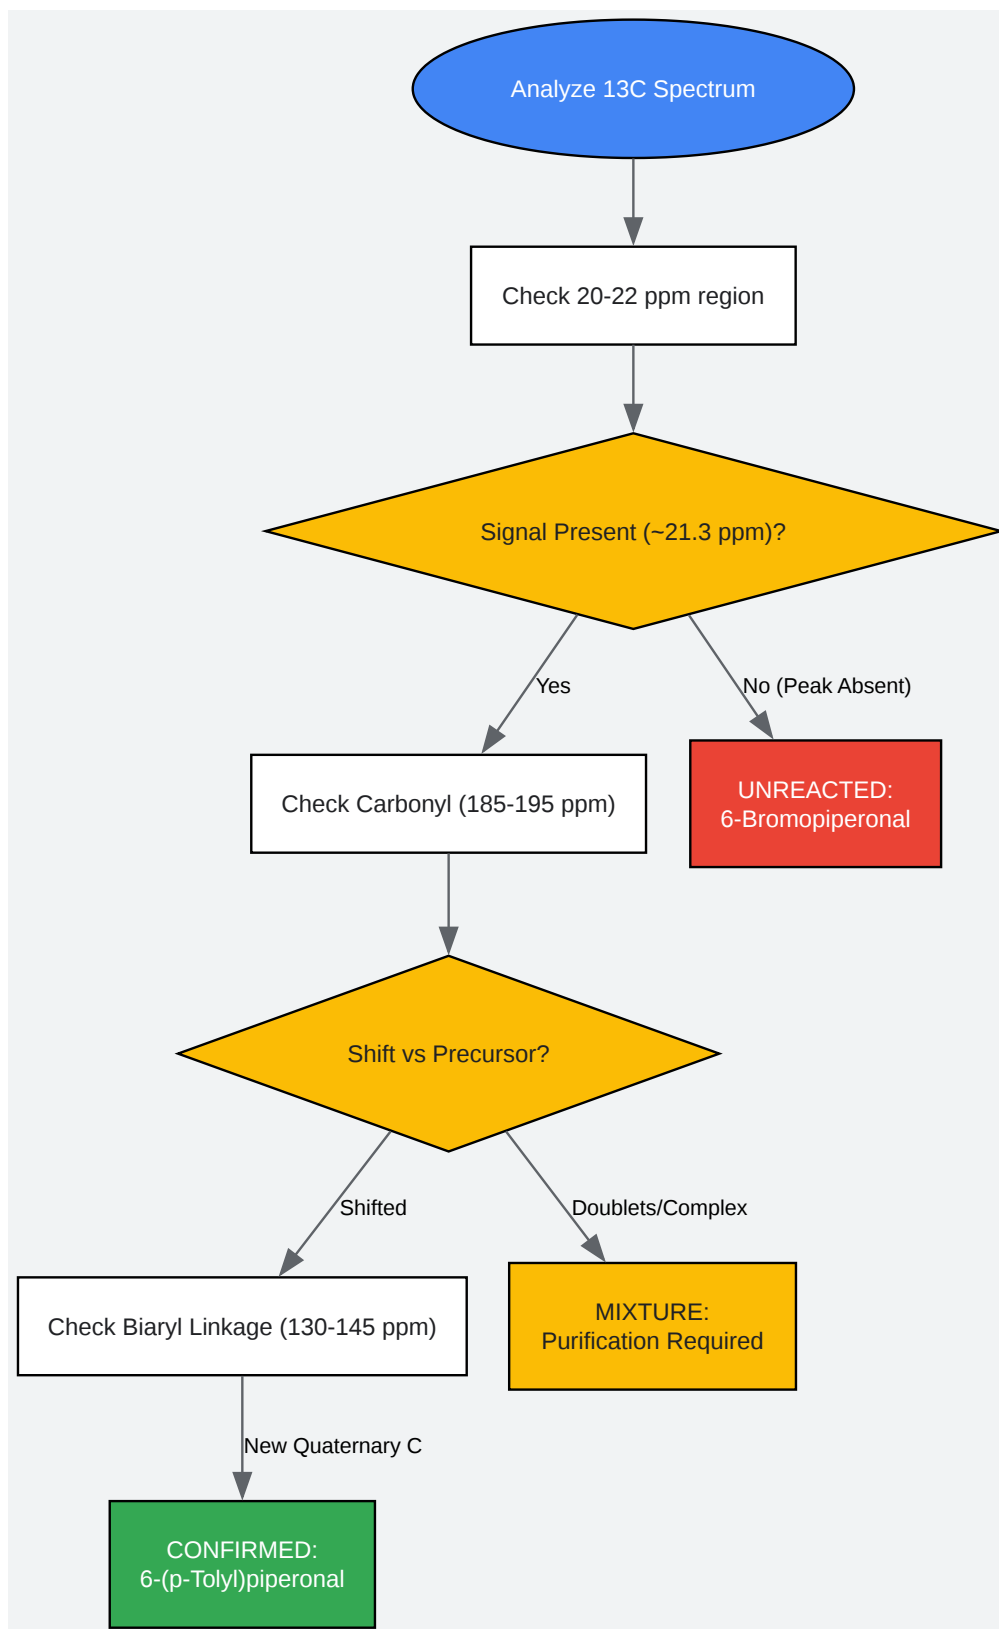 Analyze 13C Spectrum
Check 20-22 ppm region
Signal Present (~21.3 ppm)?
Yes
No (Peak Absent)
Check Carbonyl (185-195 ppm)
UNREACTED:
6-Bromopiperonal
Shift vs Precursor?
Shifted
Doublets/Complex
Check Biaryl Linkage (130-145 ppm)
MIXTURE:
Purification Required
New Quaternary C
CONFIRMED:
6-(p-Tolyl)piperonal